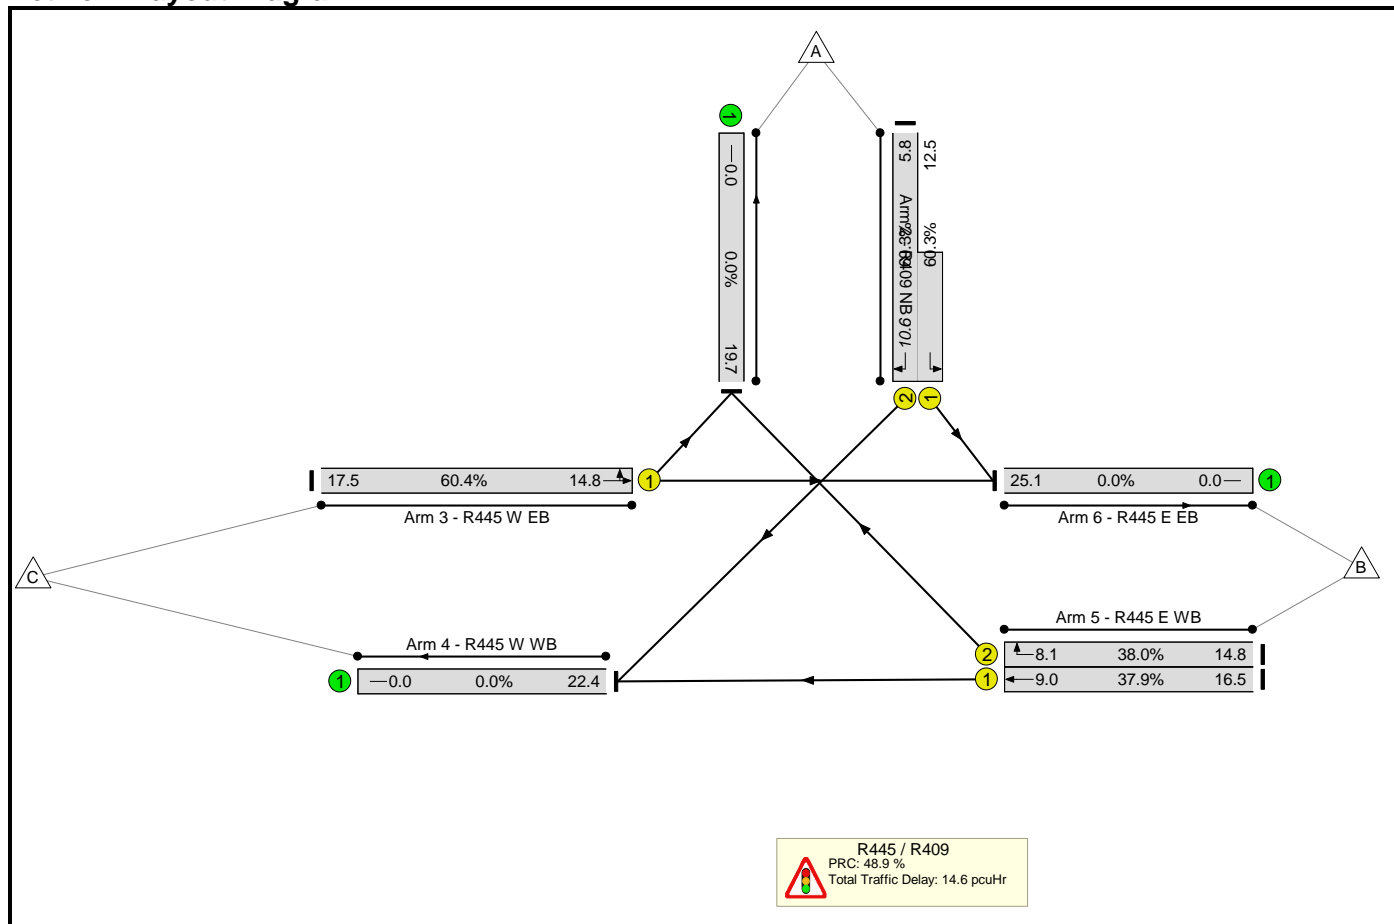 A
1
0.0
0.0%
19.7
5.8
12.5
60.3%
10.6
2
1
17.5 60.4% 14.8
1
Arm 3 - R445 W EB
25.1 0.0% 0.0
1
Arm 6 - R445 E EB
C
B
Arm 4 - R445 W WB
1
0.0 0.0% 22.4
Arm 5 - R445 E WB
2
8.1 38.0% 14.8
1
9.0 37.9% 16.5
R445 / R409
PRC: 48.9 %
Total Traffic Delay: 14.6 pcuHr